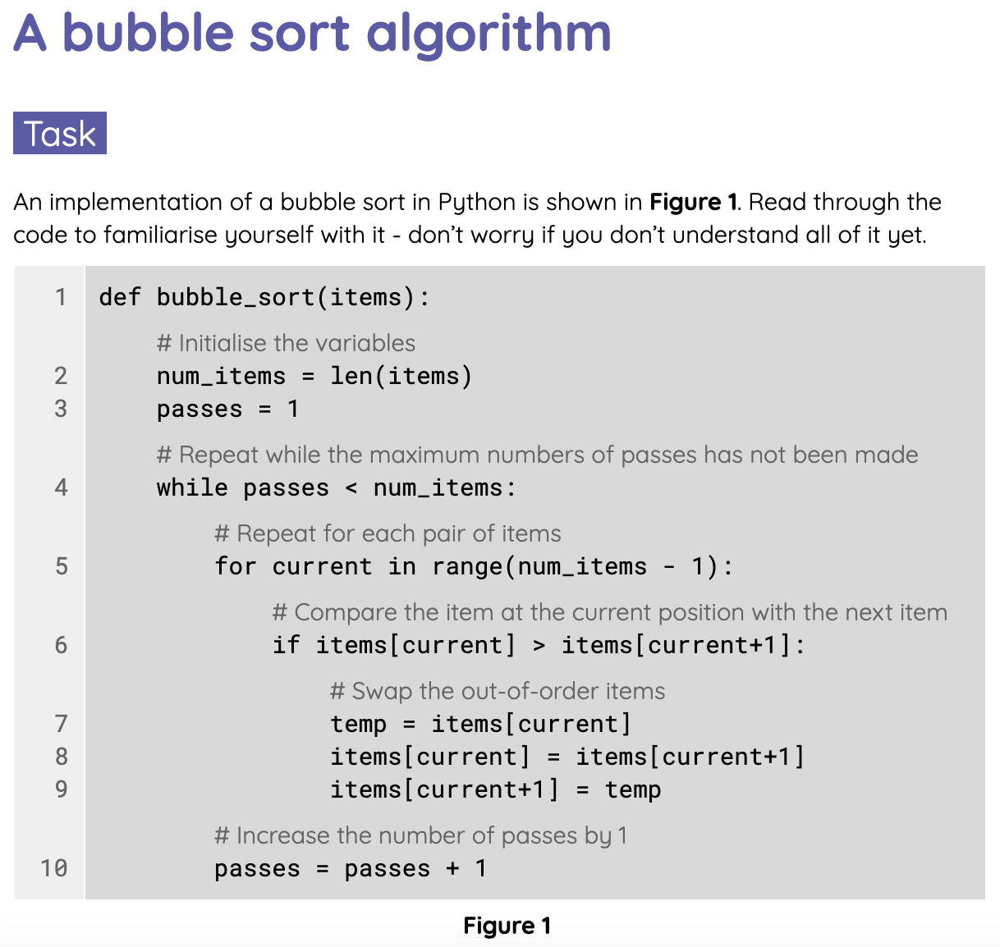 A bubble sort algorithm
Task
An implementation of a bubble sort in Python is shown in Figure 1. Read through the
code to familiarise yourself with it - don't worry if you don't understand all of it yet.
1 def bubble_sort(items):
# Initialise the variables
2 num_items = len(items)
3 passes = 1
# Repeat while the maximum numbers of passes has not been made
4 while passes < num_items:
# Repeat for each pair of items
5 for current in range(num_items - 1):
# Compare the item at the current position with the next item
6 if items[current] > items[current+1]:
# Swap the out-of-order items
7 temp = items[current]
8 items[current] = items[current+1]
9 items[current+1] = temp
# Increase the number of passes by 1
10 passes = passes + 1
Figure 1